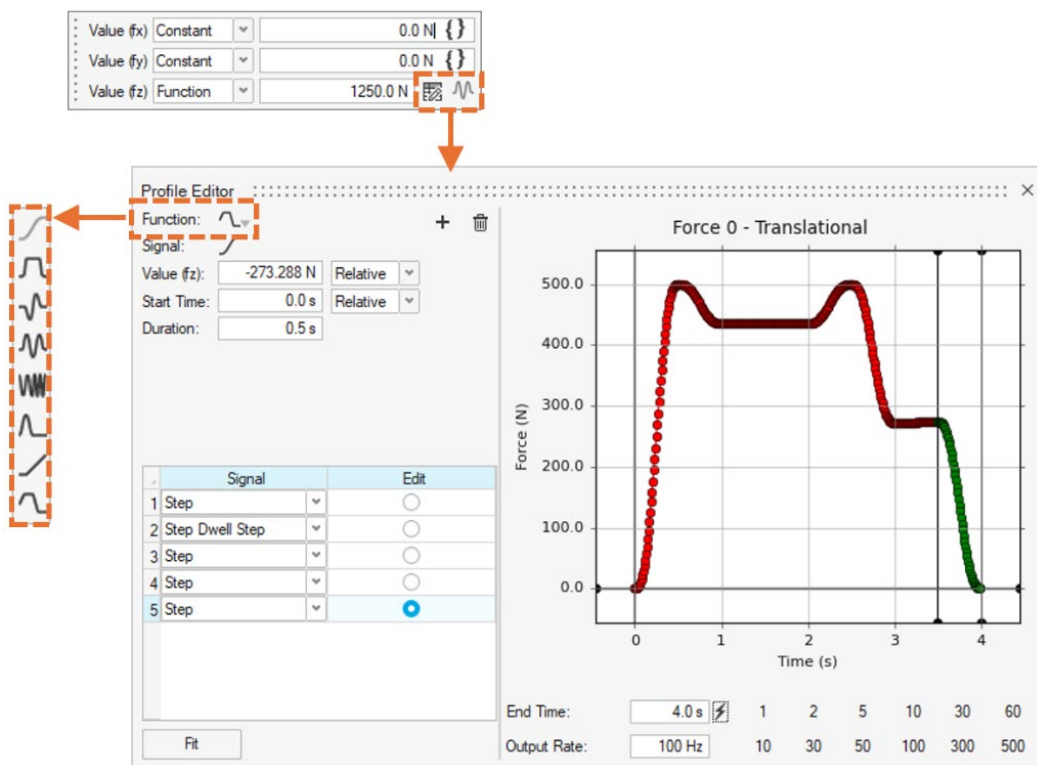 Value (fx) Constant 0.0 N {}
Value (fy) Constant 0.0 N {}
Value (fz) Function 1250.0 N
Profile Editor
Function:
Signal:
Value (fz): -273.288 N Relative
Start Time: 0.0 s Relative
Duration: 0.5 s
Signal Edit
1 Step
2 Step Dwell Step
3 Step
4 Step
5 Step
Fit
Force 0 - Translational
500.0
400.0
300.0
200.0
100.0
0.0
Force (N)
0 1 2 3 4
Time (s)
End Time: 4.0 s 1 2 5 10 30 60
Output Rate: 100 Hz 10 30 50 100 300 500